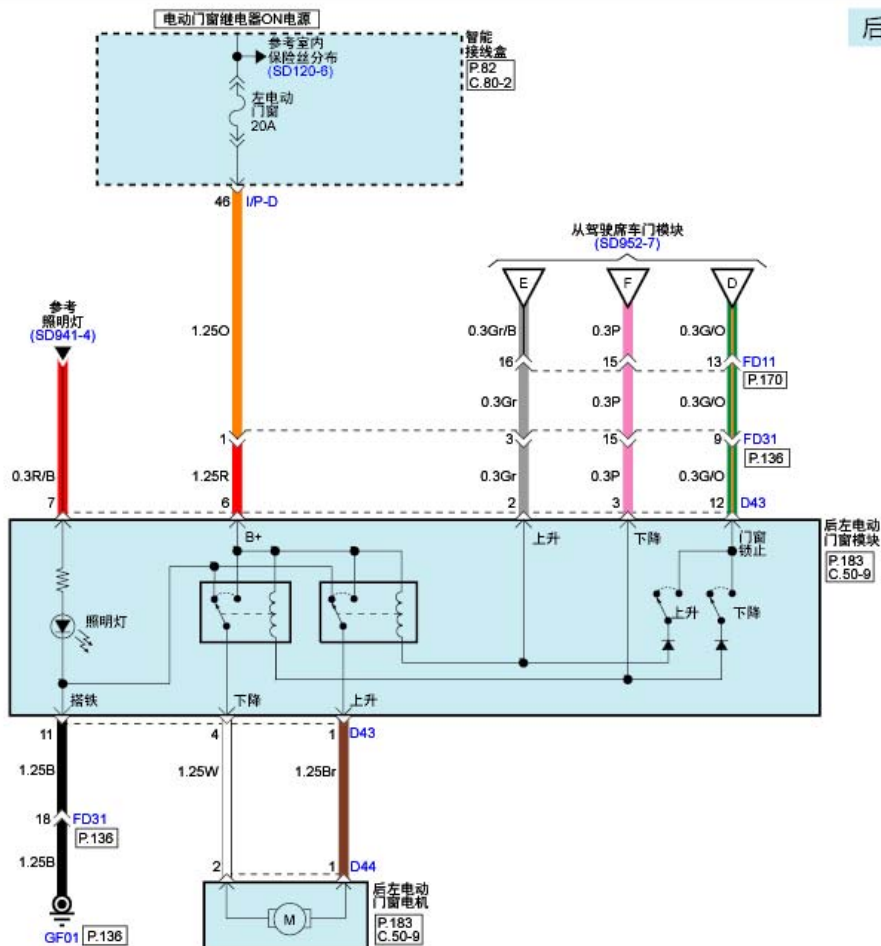 电动门窗继电器ON电源
后
参考室内
保险丝分布
(SD120-6)
智能
接线盒
P.82
C.80-2
左电动
门窗
20A
46 I/P-D
从驾驶席车门模块
(SD952-7)
E F D
参考
照明灯
(SD941-4)
1.25O
0.3Gr/B 0.3P 0.3G/O
16 15 13 FD11
P.170
0.3Gr 0.3P 0.3G/O
1 3 15 9 FD31
P.136
0.3R/B 1.25R 0.3Gr 0.3P 0.3G/O
7 6 2 3 12 D43
B+ 上升 下降 门窗
锁止
后左电动
门窗模块
P.183
C.50-9
照明灯
上升 下降
搭铁 下降 上升
11 4 1 D43
1.25B 1.25W 1.25Br
18 FD31
P.136
1.25B
2 1 D44
后左电动
门窗电机
M
P.183
C.50-9
GF01 P.136